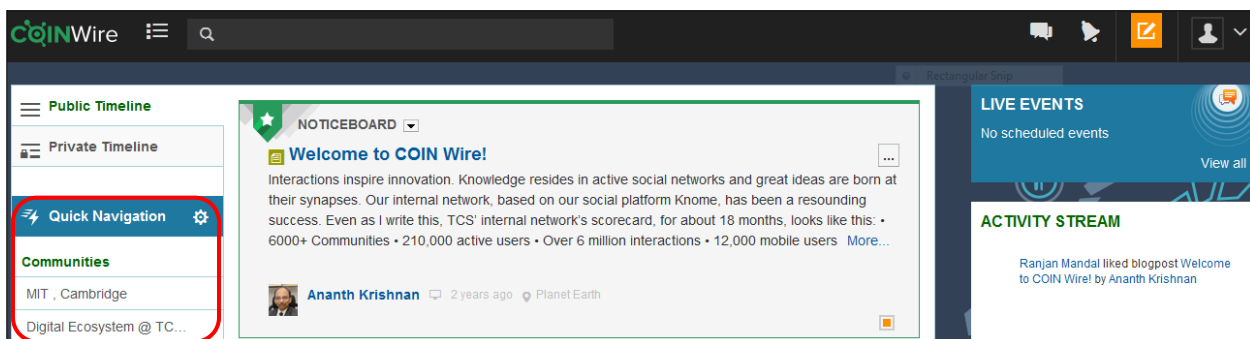 COINWire
Rectangular Snip
Public Timeline
Private Timeline
Quick Navigation
Communities
MIT , Cambridge
Digital Ecosystem @ TC...
NOTICEBOARD
Welcome to COIN Wire!
...
Interactions inspire innovation. Knowledge resides in active social networks and great ideas are born at
their synapses. Our internal network, based on our social platform Knome, has been a resounding
success. Even as I write this, TCS' internal network's scorecard, for about 18 months, looks like this: •
6000+ Communities • 210,000 active users • Over 6 million interactions • 12,000 mobile users More...
Ananth Krishnan 2 years ago Planet Earth
LIVE EVENTS
No scheduled events
View all
ACTIVITY STREAM
Ranjan Mandal liked blogpost Welcome
to COIN Wire! by Ananth Krishnan